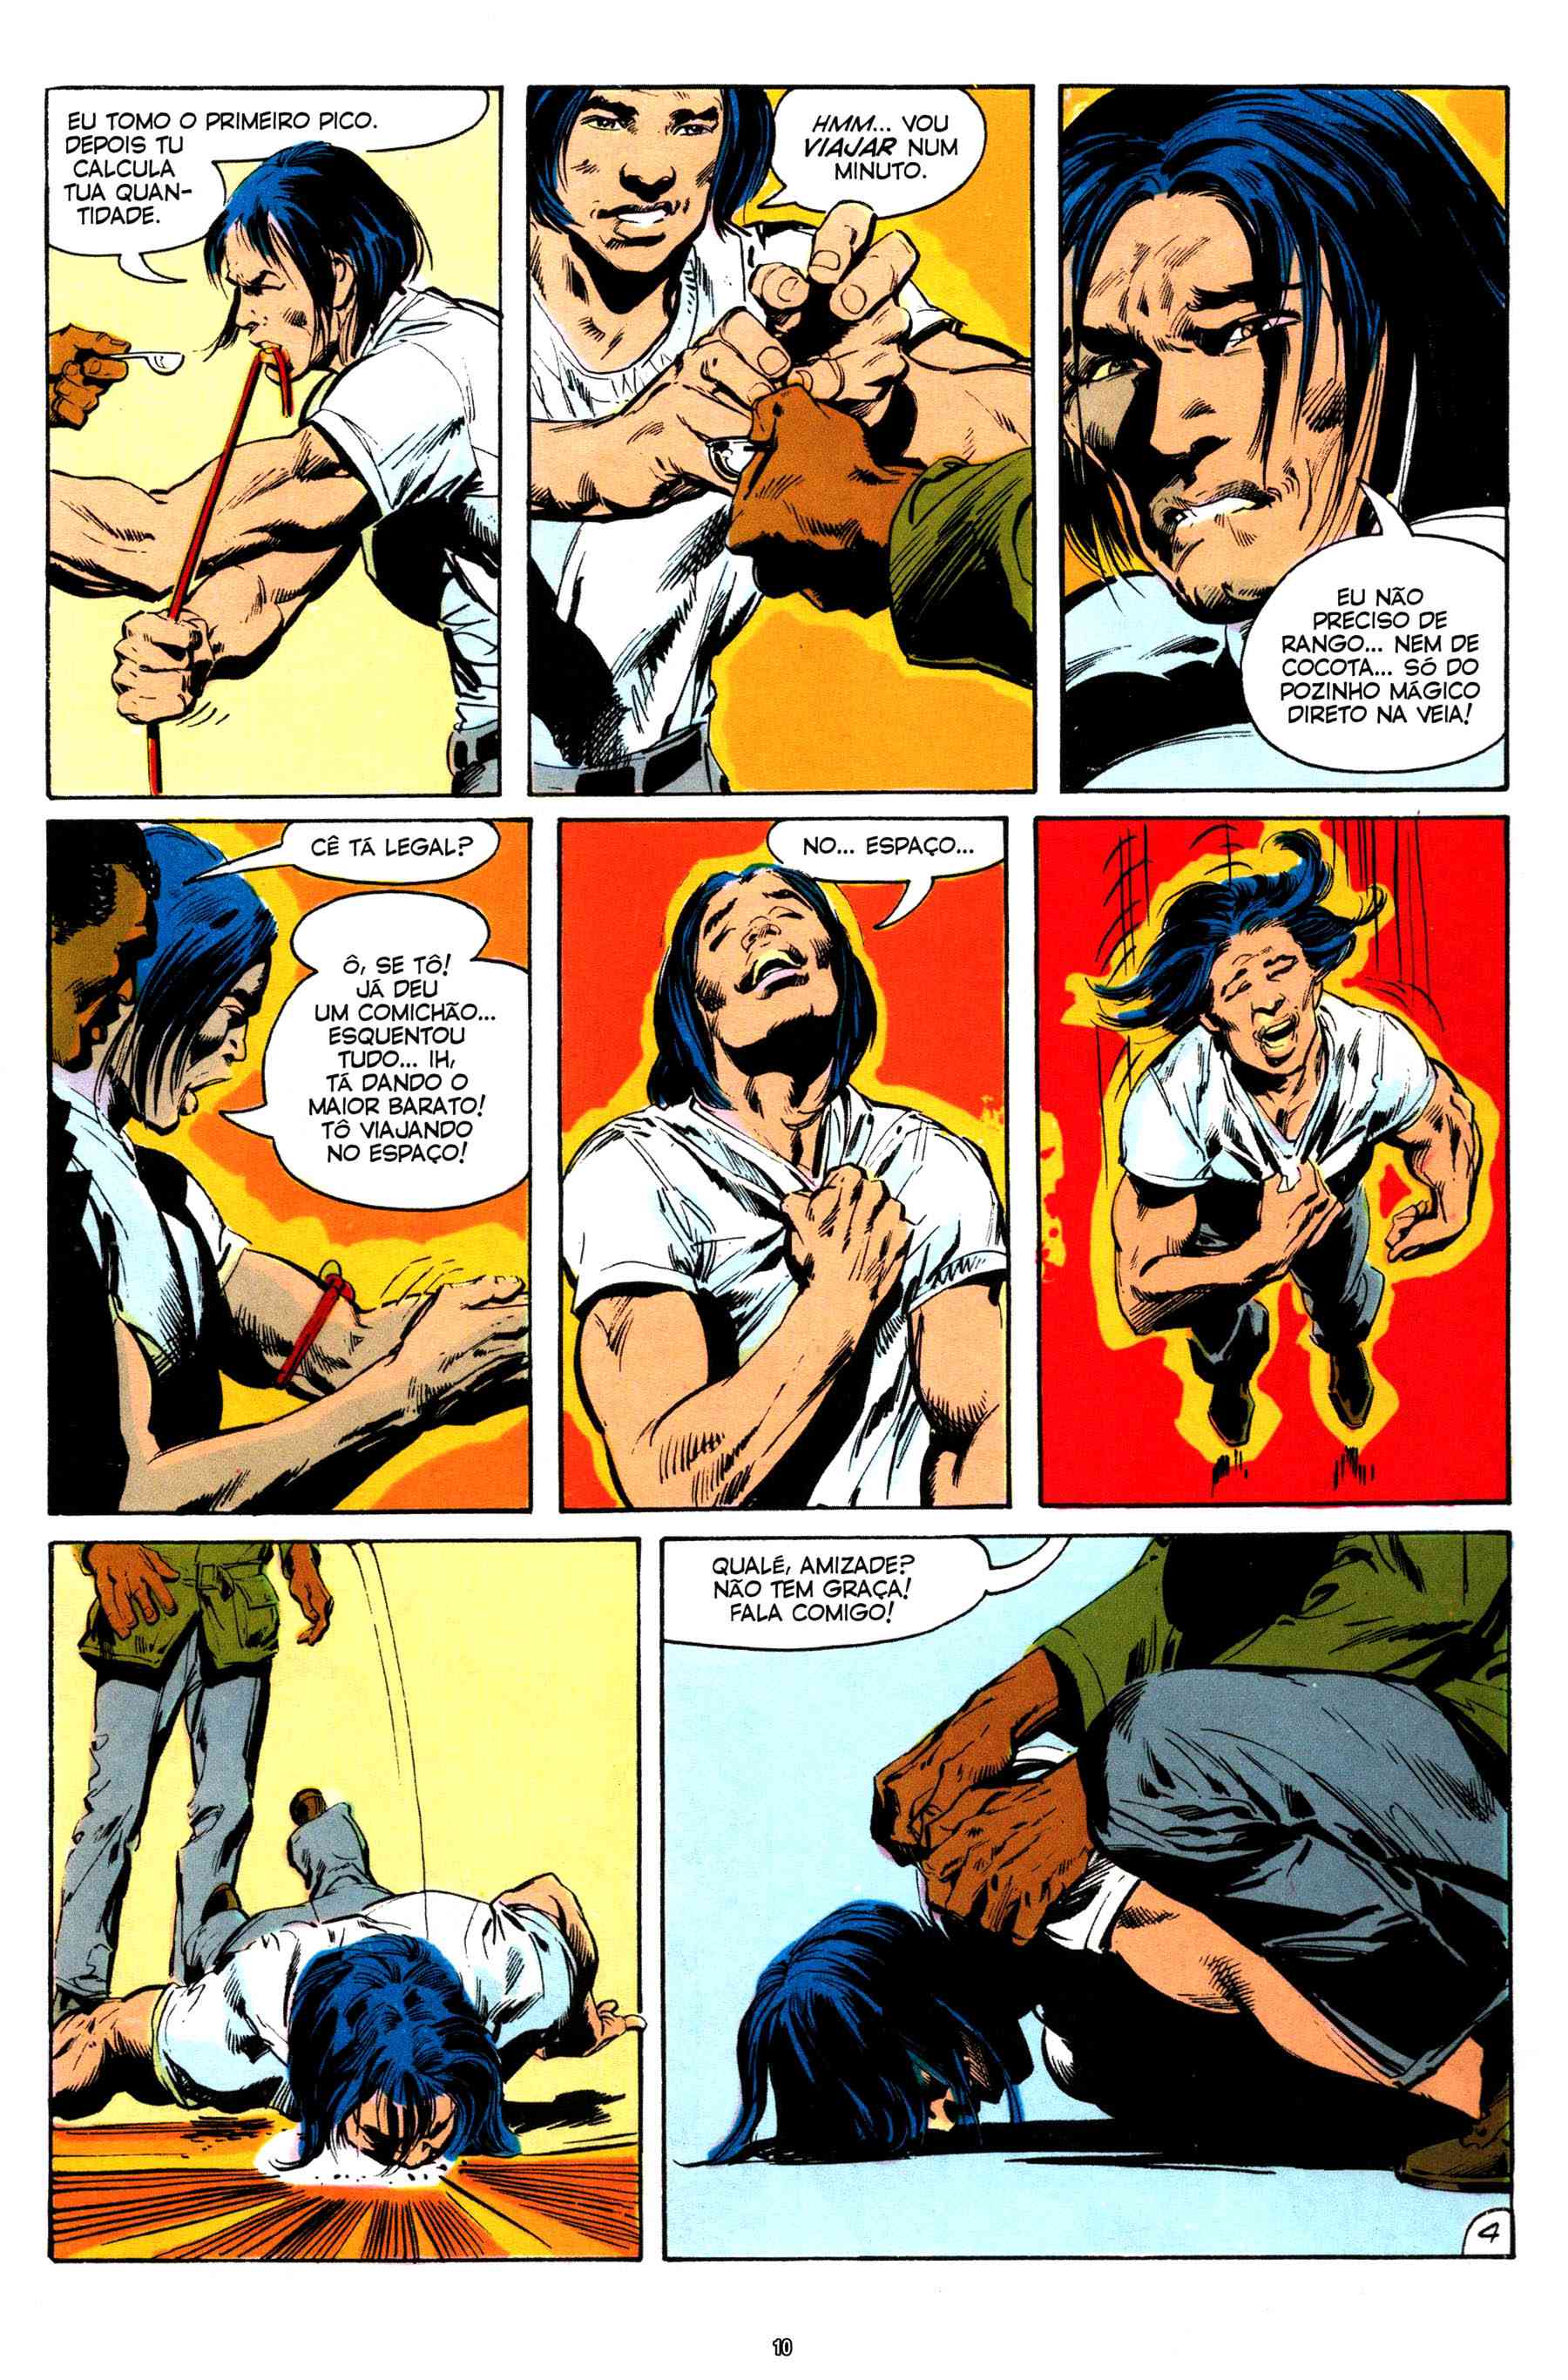 EU TOMO O PRIMEIRO PICO.
DEPOIS TU
CALCULA
TUA QUAN-
TIDADE.
HMM... VOU
VIAJAR NUM
MINUTO.
EU NÃO
PRECISO DE
RANGO... NEM DE
COCOTA... SÓ DO
POZINHO MÁGICO
DIRETO NA VEIA!
CÊ TÁ LEGAL?
Ô, SE TÔ!
JÁ DEU
UM COMICHÃO...
ESQUENTOU
TUDO... IH,
TÁ DANDO O
MAIOR BARATO!
TÔ VIAJANDO
NO ESPAÇO!
NO... ESPAÇO...
QUALÉ, AMIZADE?
NÃO TEM GRAÇA!
FALA COMIGO!
4
10